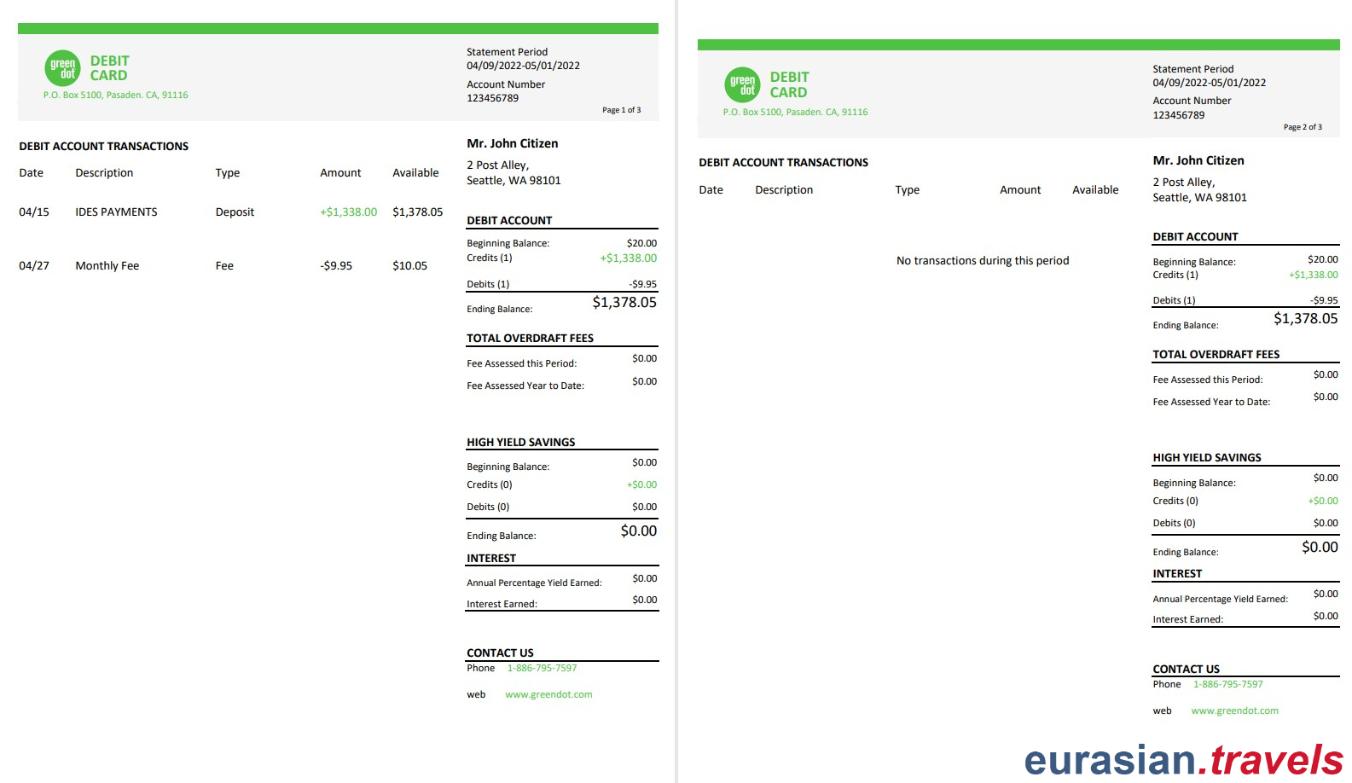 green dot DEBIT CARD
P.O. Box 5100, Pasaden. CA, 91116
Statement Period
04/09/2022-05/01/2022
Account Number
123456789
Page 1 of 3
DEBIT ACCOUNT TRANSACTIONS
Date Description Type Amount Available
04/15 IDES PAYMENTS Deposit +$1,338.00 $1,378.05
04/27 Monthly Fee Fee -$9.95 $10.05
Mr. John Citizen
2 Post Alley,
Seattle, WA 98101
DEBIT ACCOUNT
Beginning Balance: $20.00
Credits (1) +$1,338.00
Debits (1) -$9.95
Ending Balance: $1,378.05
TOTAL OVERDRAFT FEES
Fee Assessed this Period: $0.00
Fee Assessed Year to Date: $0.00
HIGH YIELD SAVINGS
Beginning Balance: $0.00
Credits (0) +$0.00
Debits (0) $0.00
Ending Balance: $0.00
INTEREST
Annual Percentage Yield Earned: $0.00
Interest Earned: $0.00
CONTACT US
Phone 1-886-795-7597
web www.greendot.com
green dot DEBIT CARD
P.O. Box 5100, Pasaden. CA, 91116
Statement Period
04/09/2022-05/01/2022
Account Number
123456789
Page 2 of 3
DEBIT ACCOUNT TRANSACTIONS
Date Description Type Amount Available
No transactions during this period
Mr. John Citizen
2 Post Alley,
Seattle, WA 98101
DEBIT ACCOUNT
Beginning Balance: $20.00
Credits (1) +$1,338.00
Debits (1) -$9.95
Ending Balance: $1,378.05
TOTAL OVERDRAFT FEES
Fee Assessed this Period: $0.00
Fee Assessed Year to Date: $0.00
HIGH YIELD SAVINGS
Beginning Balance: $0.00
Credits (0) +$0.00
Debits (0) $0.00
Ending Balance: $0.00
INTEREST
Annual Percentage Yield Earned: $0.00
Interest Earned: $0.00
CONTACT US
Phone 1-886-795-7597
web www.greendot.com
eurasian.travels